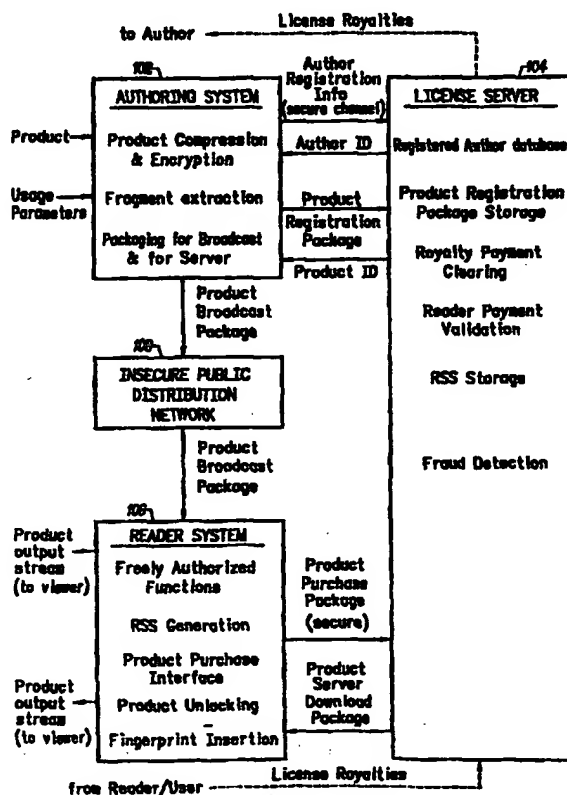 License Royalties
to Author
102
AUTHORING SYSTEM
Product Compression
& Encryption
Fragment extraction
Packaging for Broadcast
& for Server
Product
Usage
Parameters
Author
Registration
Info
(secure channel)
Author ID
Product
Registration
Package
Product ID
104
LICENSE SERVER
Registered Author database
Product Registration
Package Storage
Royalty Payment
Clearing
Reader Payment
Validation
RSS Storage
Fraud Detection
Product
Broadcast
Package
100
INSECURE PUBLIC
DISTRIBUTION
NETWORK
Product
Broadcast
Package
106
READER SYSTEM
Freely Authorized
Functions
RSS Generation
Product Purchase
Interface
Product Unlocking
Fingerprint Insertion
Product
output
stream
(to viewer)
Product
output
stream
(to viewer)
Product
Purchase
Package
(secure)
Product
Server
Download
Package
License Royalties
from Reader/User